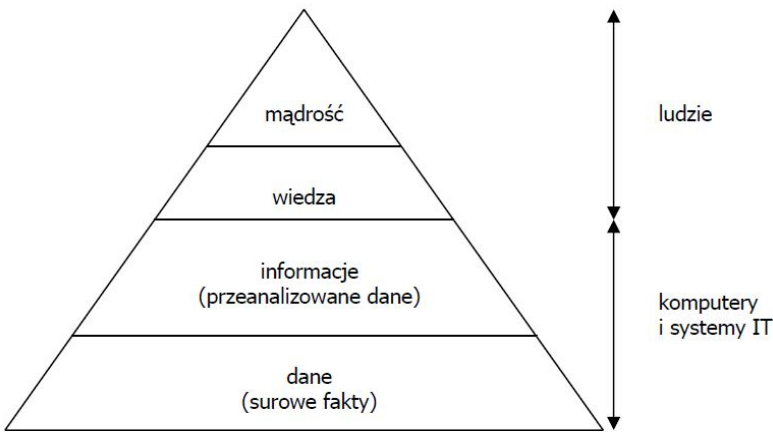 mądrość
ludzie
wiedza
informacje
(przeanalizowane dane)
komputery
i systemy IT
dane
(surowe fakty)